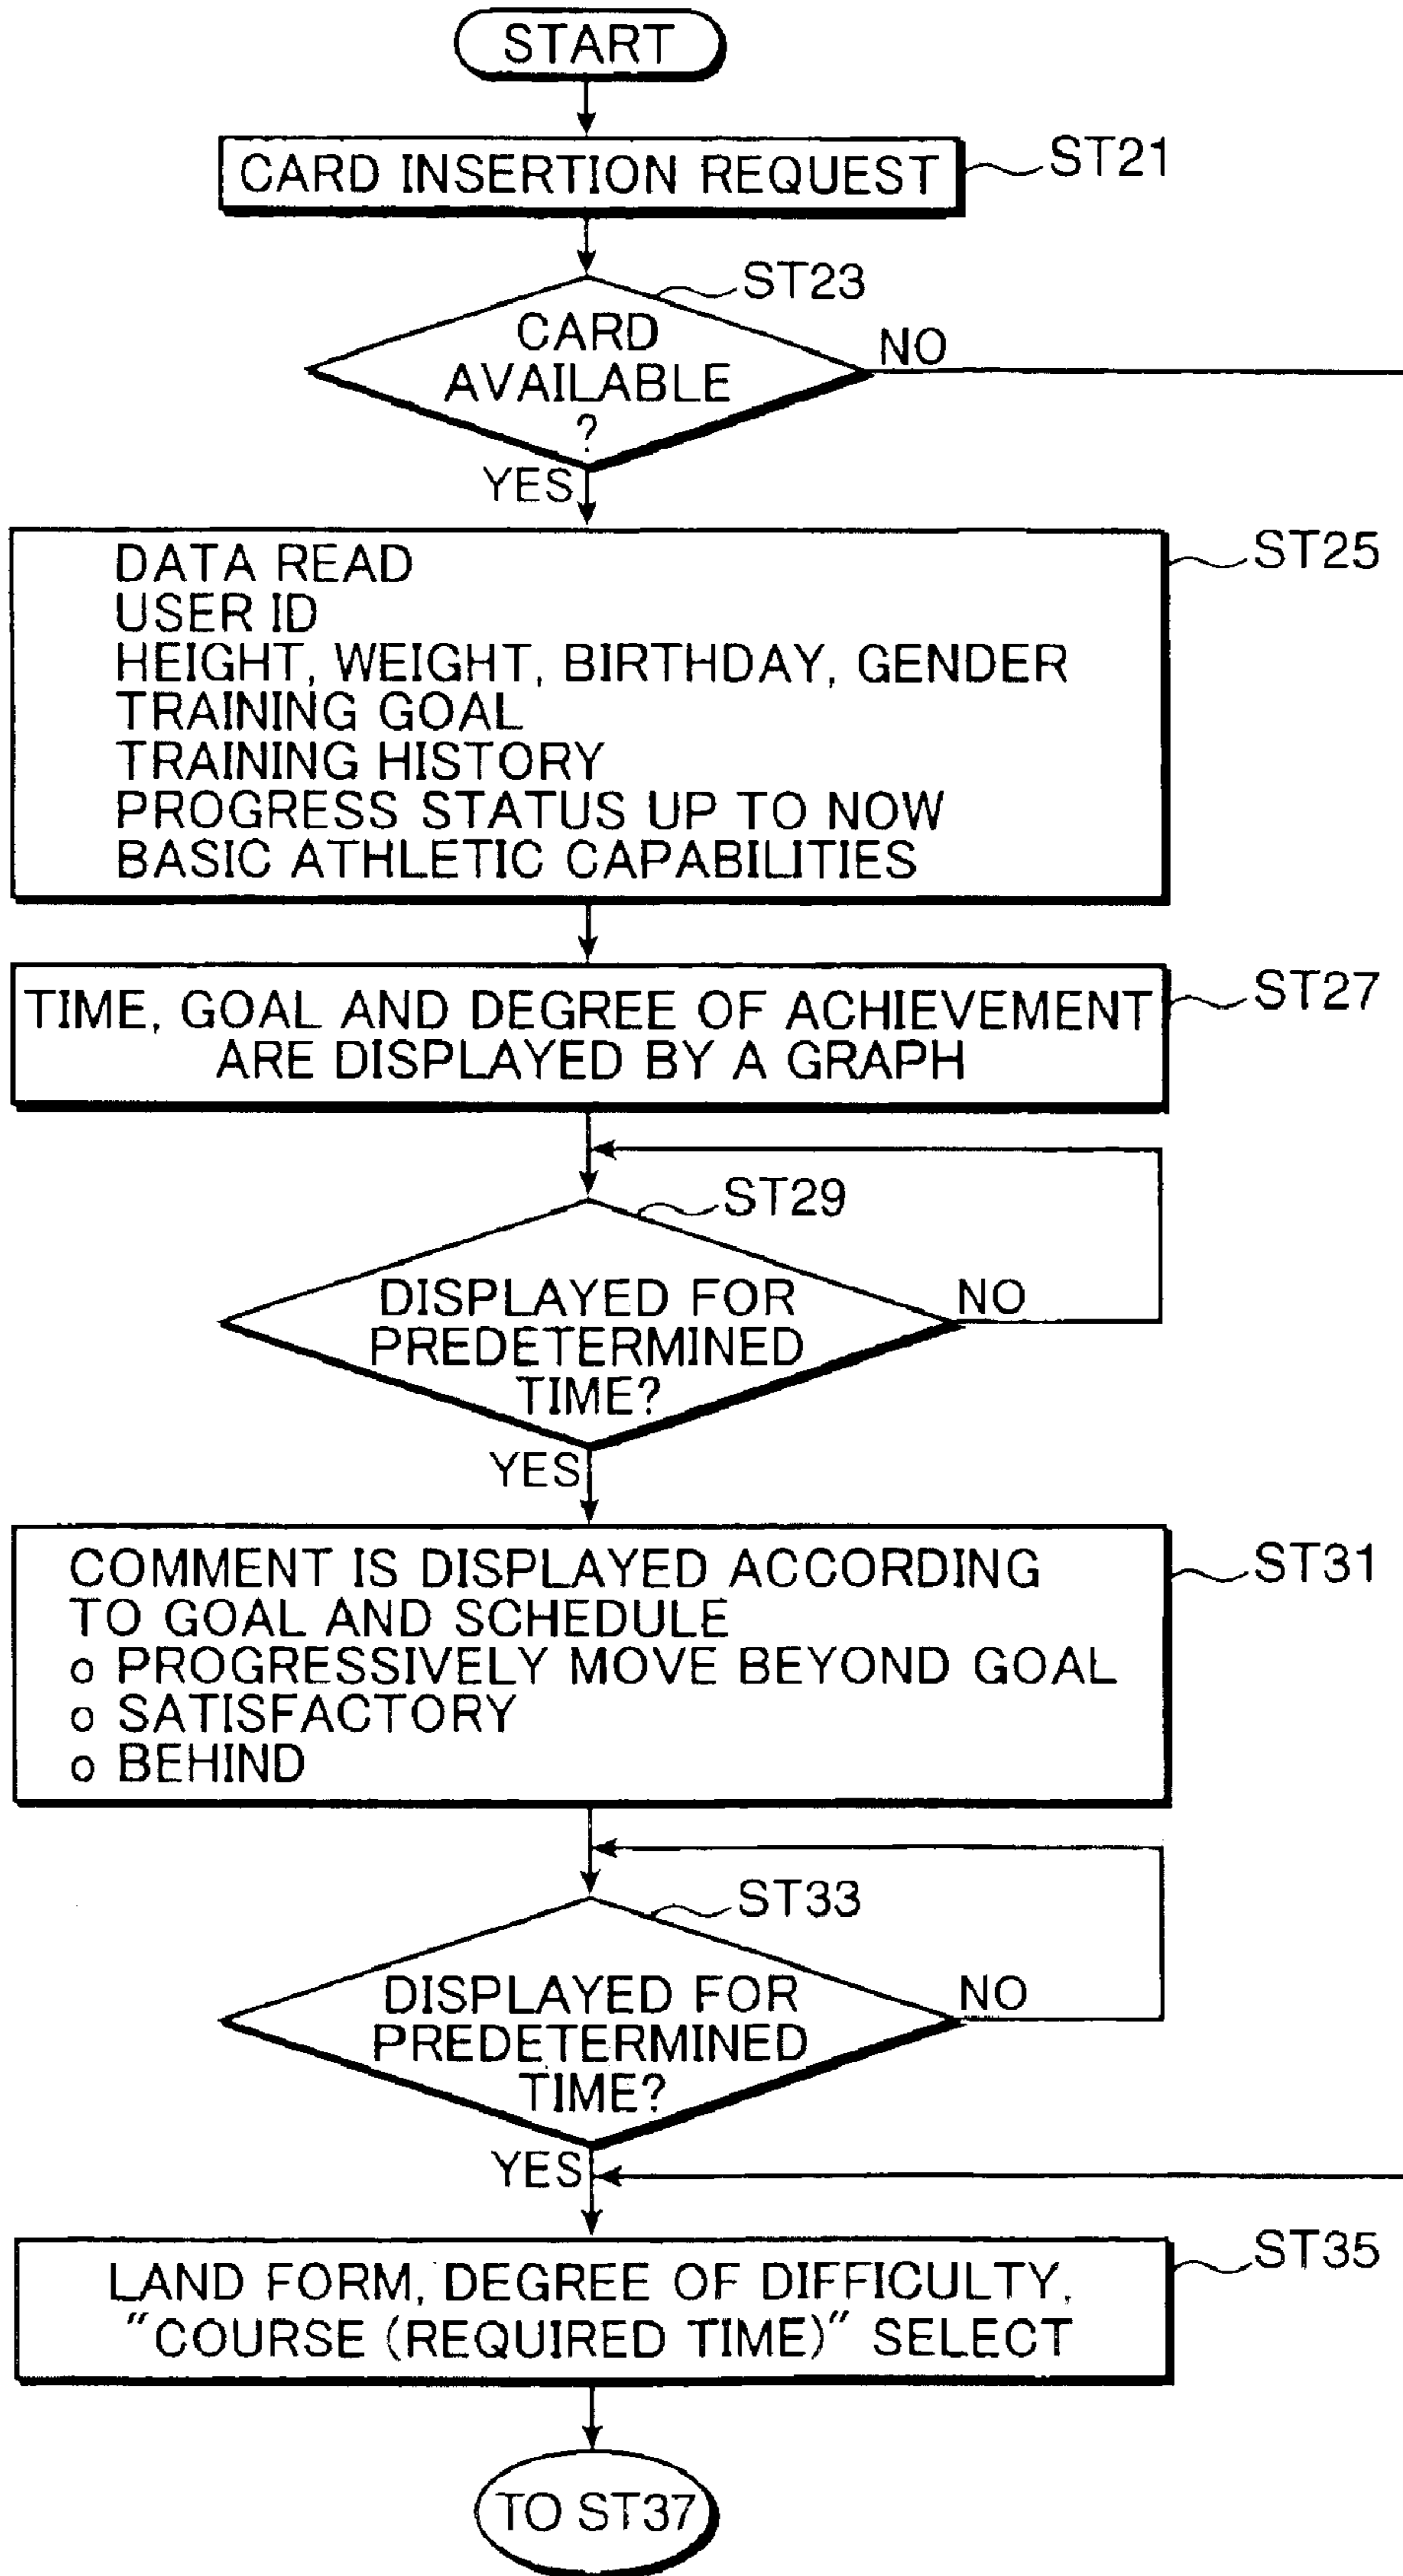 START
CARD INSERTION REQUEST
ST21
ST23
CARD
AVAILABLE
?
NO
YES
DATA READ
USER ID
HEIGHT, WEIGHT, BIRTHDAY, GENDER
TRAINING GOAL
TRAINING HISTORY
PROGRESS STATUS UP TO NOW
BASIC ATHLETIC CAPABILITIES
ST25
TIME, GOAL AND DEGREE OF ACHIEVEMENT
ARE DISPLAYED BY A GRAPH
ST27
ST29
DISPLAYED FOR
PREDETERMINED
TIME?
NO
YES
COMMENT IS DISPLAYED ACCORDING
TO GOAL AND SCHEDULE
o PROGRESSIVELY MOVE BEYOND GOAL
o SATISFACTORY
o BEHIND
ST31
ST33
DISPLAYED FOR
PREDETERMINED
TIME?
NO
YES
LAND FORM, DEGREE OF DIFFICULTY,
"COURSE (REQUIRED TIME)" SELECT
ST35
TO ST37